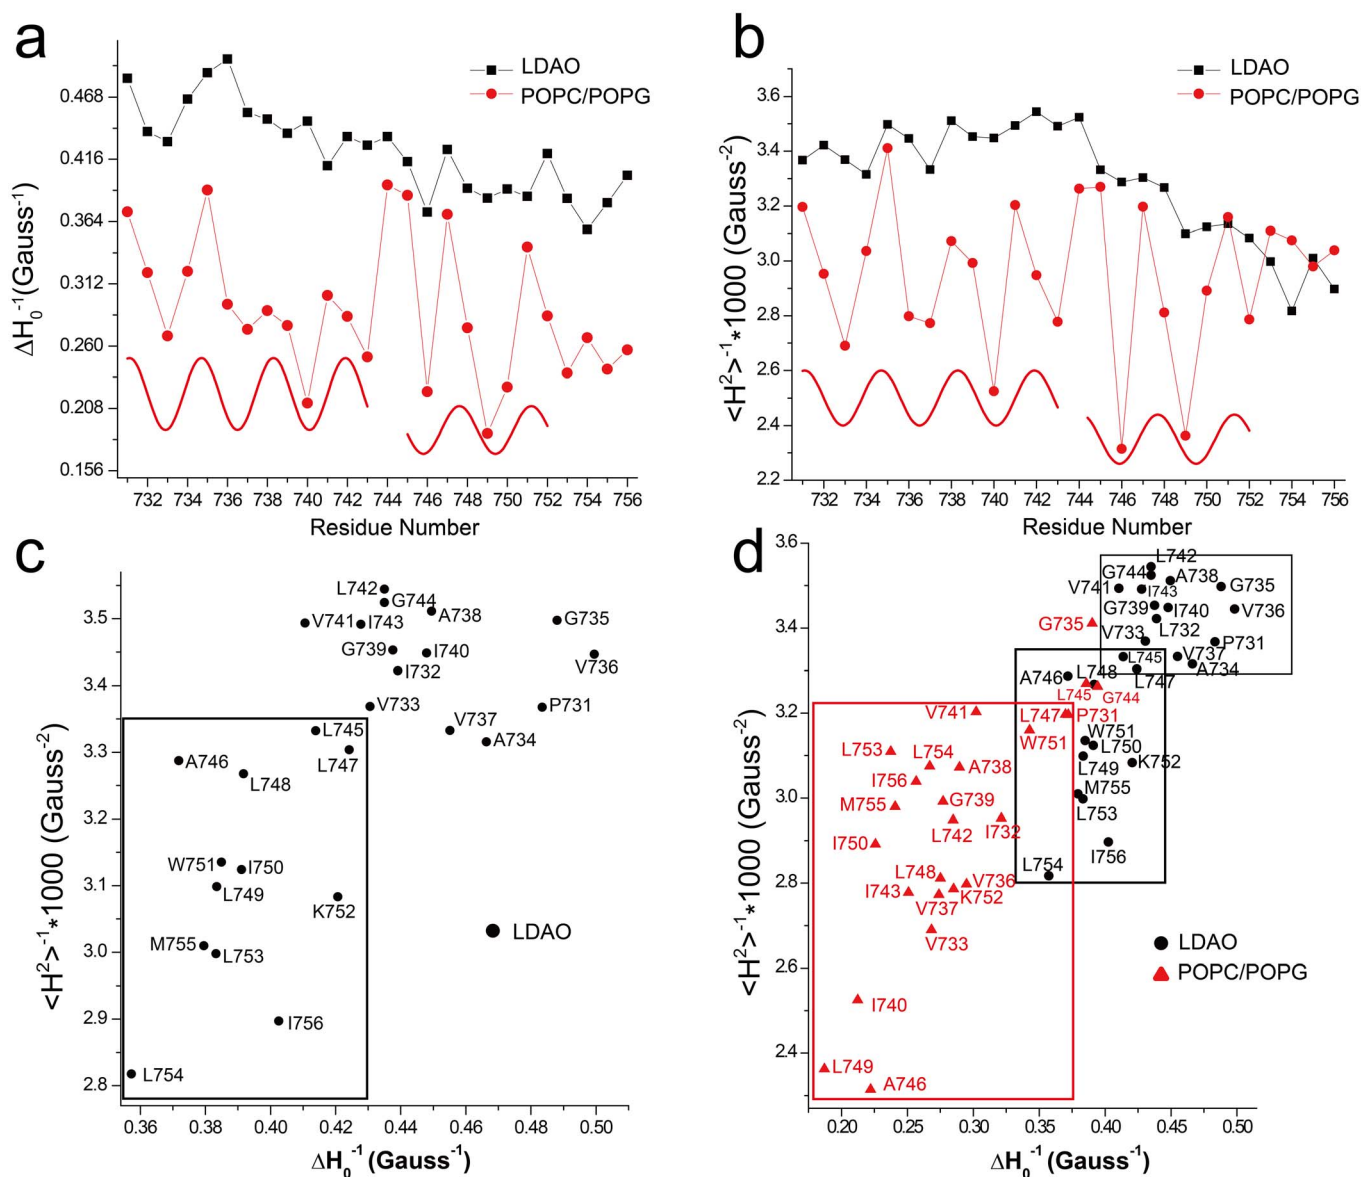 a
LDAO
POPC/POPG
ΔH₀⁻¹(Gauss⁻¹)
0.468
0.416
0.364
0.312
0.260
0.208
0.156
732 734 736 738 740 742 744 746 748 750 752 754 756
Residue Number
b
LDAO
POPC/POPG
<H²>⁻¹*1000 (Gauss⁻²)
3.6
3.4
3.2
3.0
2.8
2.6
2.4
2.2
732 734 736 738 740 742 744 746 748 750 752 754 756
Residue Number
c
<H²>⁻¹*1000 (Gauss⁻²)
3.5
3.4
3.3
3.2
3.1
3.0
2.9
2.8
L742
G744
V741
I743
A738
G735
G739
I740
I732
V736
V733
P731
V737
A734
L745
A746
L747
L748
W751
I750
L749
K752
M755
L753
I756
L754
LDAO
0.36 0.38 0.40 0.42 0.44 0.46 0.48 0.50
ΔH₀⁻¹ (Gauss⁻¹)
d
<H²>⁻¹*1000 (Gauss⁻²)
3.6
3.4
3.2
3.0
2.8
2.6
2.4
L742
G744
A738
V741
I743
G735
G739
I740
V736
G735
L732
V733
P731
L745
V737
A734
A746
L748
L747
L745
G744
V741
L747
P731
W751
W751
L750
L753
L754
L749
K752
I756
A738
M755
M755
G739
L753
L742
I732
I750
I756
L748
L754
I743
V736
V737
K752
V733
I740
L749
A746
LDAO
POPC/POPG
0.20 0.25 0.30 0.35 0.40 0.45 0.50
ΔH₀⁻¹ (Gauss⁻¹)